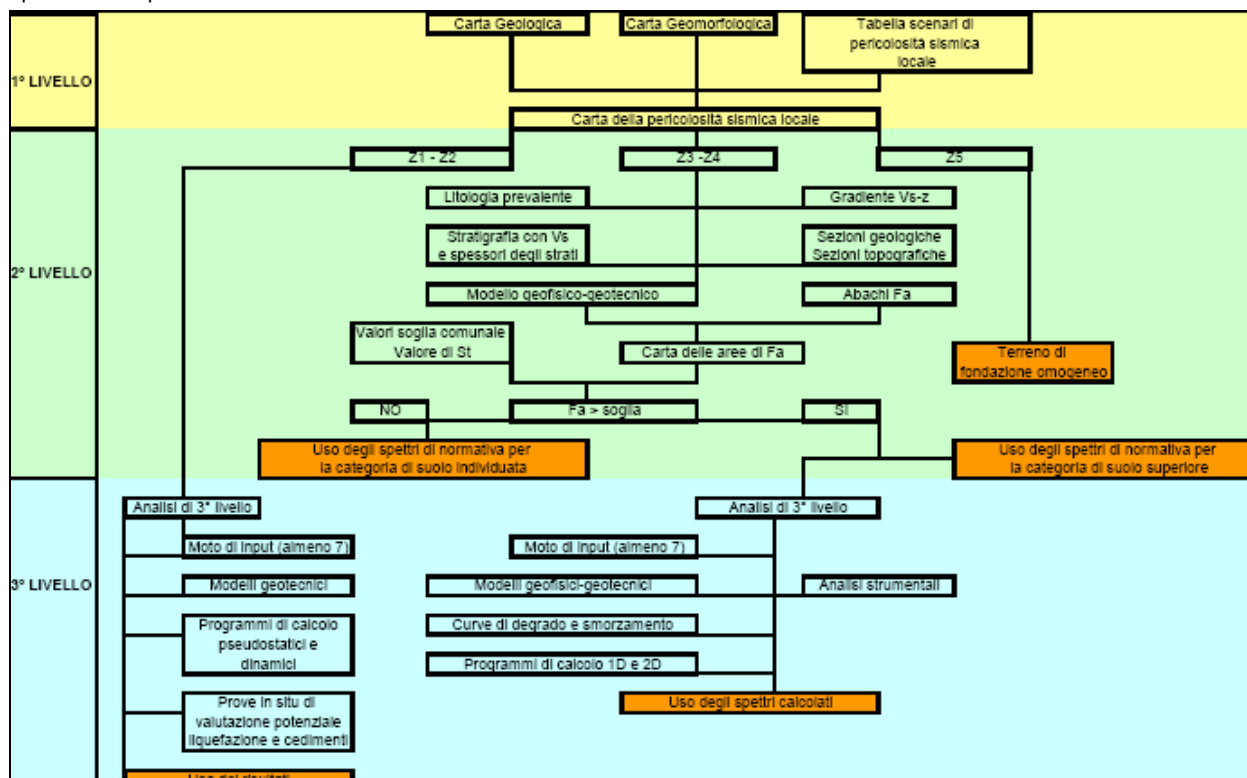 Carta Geologica
Carta Geomorfologica
Tabella scenari di
pericolosità sismica
locale
1° LIVELLO
Carta della pericolosità sismica locale
Z1 - Z2
Z3 -Z4
Z5
Litologia prevalente
Gradiente Vs-z
Stratigrafia con Vs
e spessori degli strati
Sezioni geologiche
Sezioni topografiche
2° LIVELLO
Modello geofisico-geotecnico
Abachi Fa
Valori soglia comunale
Valore di St
Carta delle aree di Fa
Terreno di
fondazione omogeneo
NO
Fa > soglia
SI
Uso degli spettri di normativa per
la categoria di suolo individuata
Uso degli spettri di normativa per
la categoria di suolo superiore
Analisi di 3° livello
Analisi di 3° livello
Moto di input (almeno 7)
Moto di input (almeno 7)
3° LIVELLO
Modelli geotecnici
Modelli geofisici-geotecnici
Analisi strumentali
Programmi di calcolo
pseudostatici e
dinamici
Curve di degrado e smorzamento
Programmi di calcolo 1D e 2D
Prove in situ di
valutazione potenziale
liquefazione e cedimenti
Uso degli spettri calcolati
Uso dei risultati